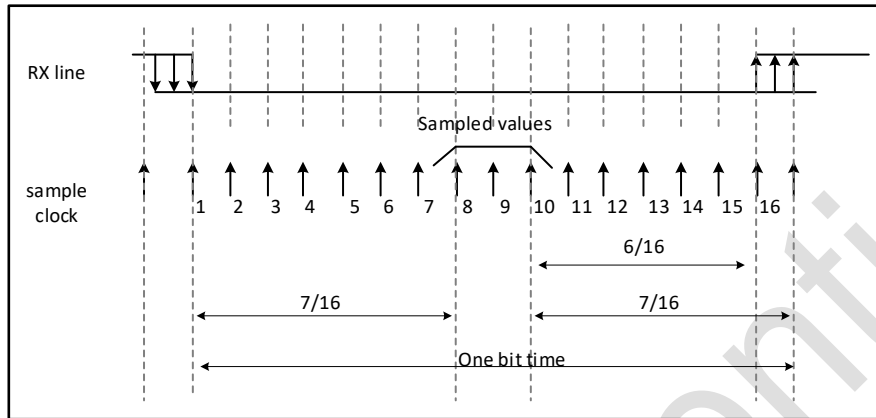 RX line
Sampled values
sample
clock
1 2 3 4 5 6 7 8 9 10 11 12 13 14 15 16
6/16
7/16 7/16
One bit time